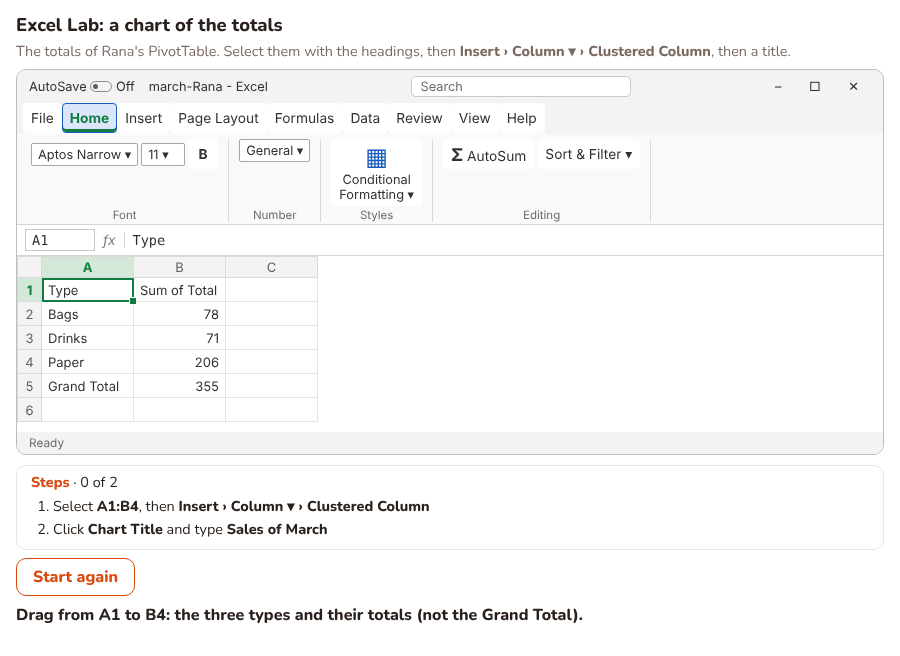 Excel Lab: a chart of the totals
The totals of Rana's PivotTable. Select them with the headings, then Insert › Column ▾ › Clustered Column, then a title.
AutoSave Off march-Rana - Excel Search
File Home Insert Page Layout Formulas Data Review View Help
Aptos Narrow ▾ 11 ▾ B General ▾ Σ AutoSum Sort & Filter ▾
Conditional
Formatting ▾
Font Number Styles Editing
A1 fx Type
A B C
1 Type Sum of Total
2 Bags 78
3 Drinks 71
4 Paper 206
5 Grand Total 355
6
Ready
Steps · 0 of 2
1. Select A1:B4, then Insert › Column ▾ › Clustered Column
2. Click Chart Title and type Sales of March
Start again
Drag from A1 to B4: the three types and their totals (not the Grand Total).